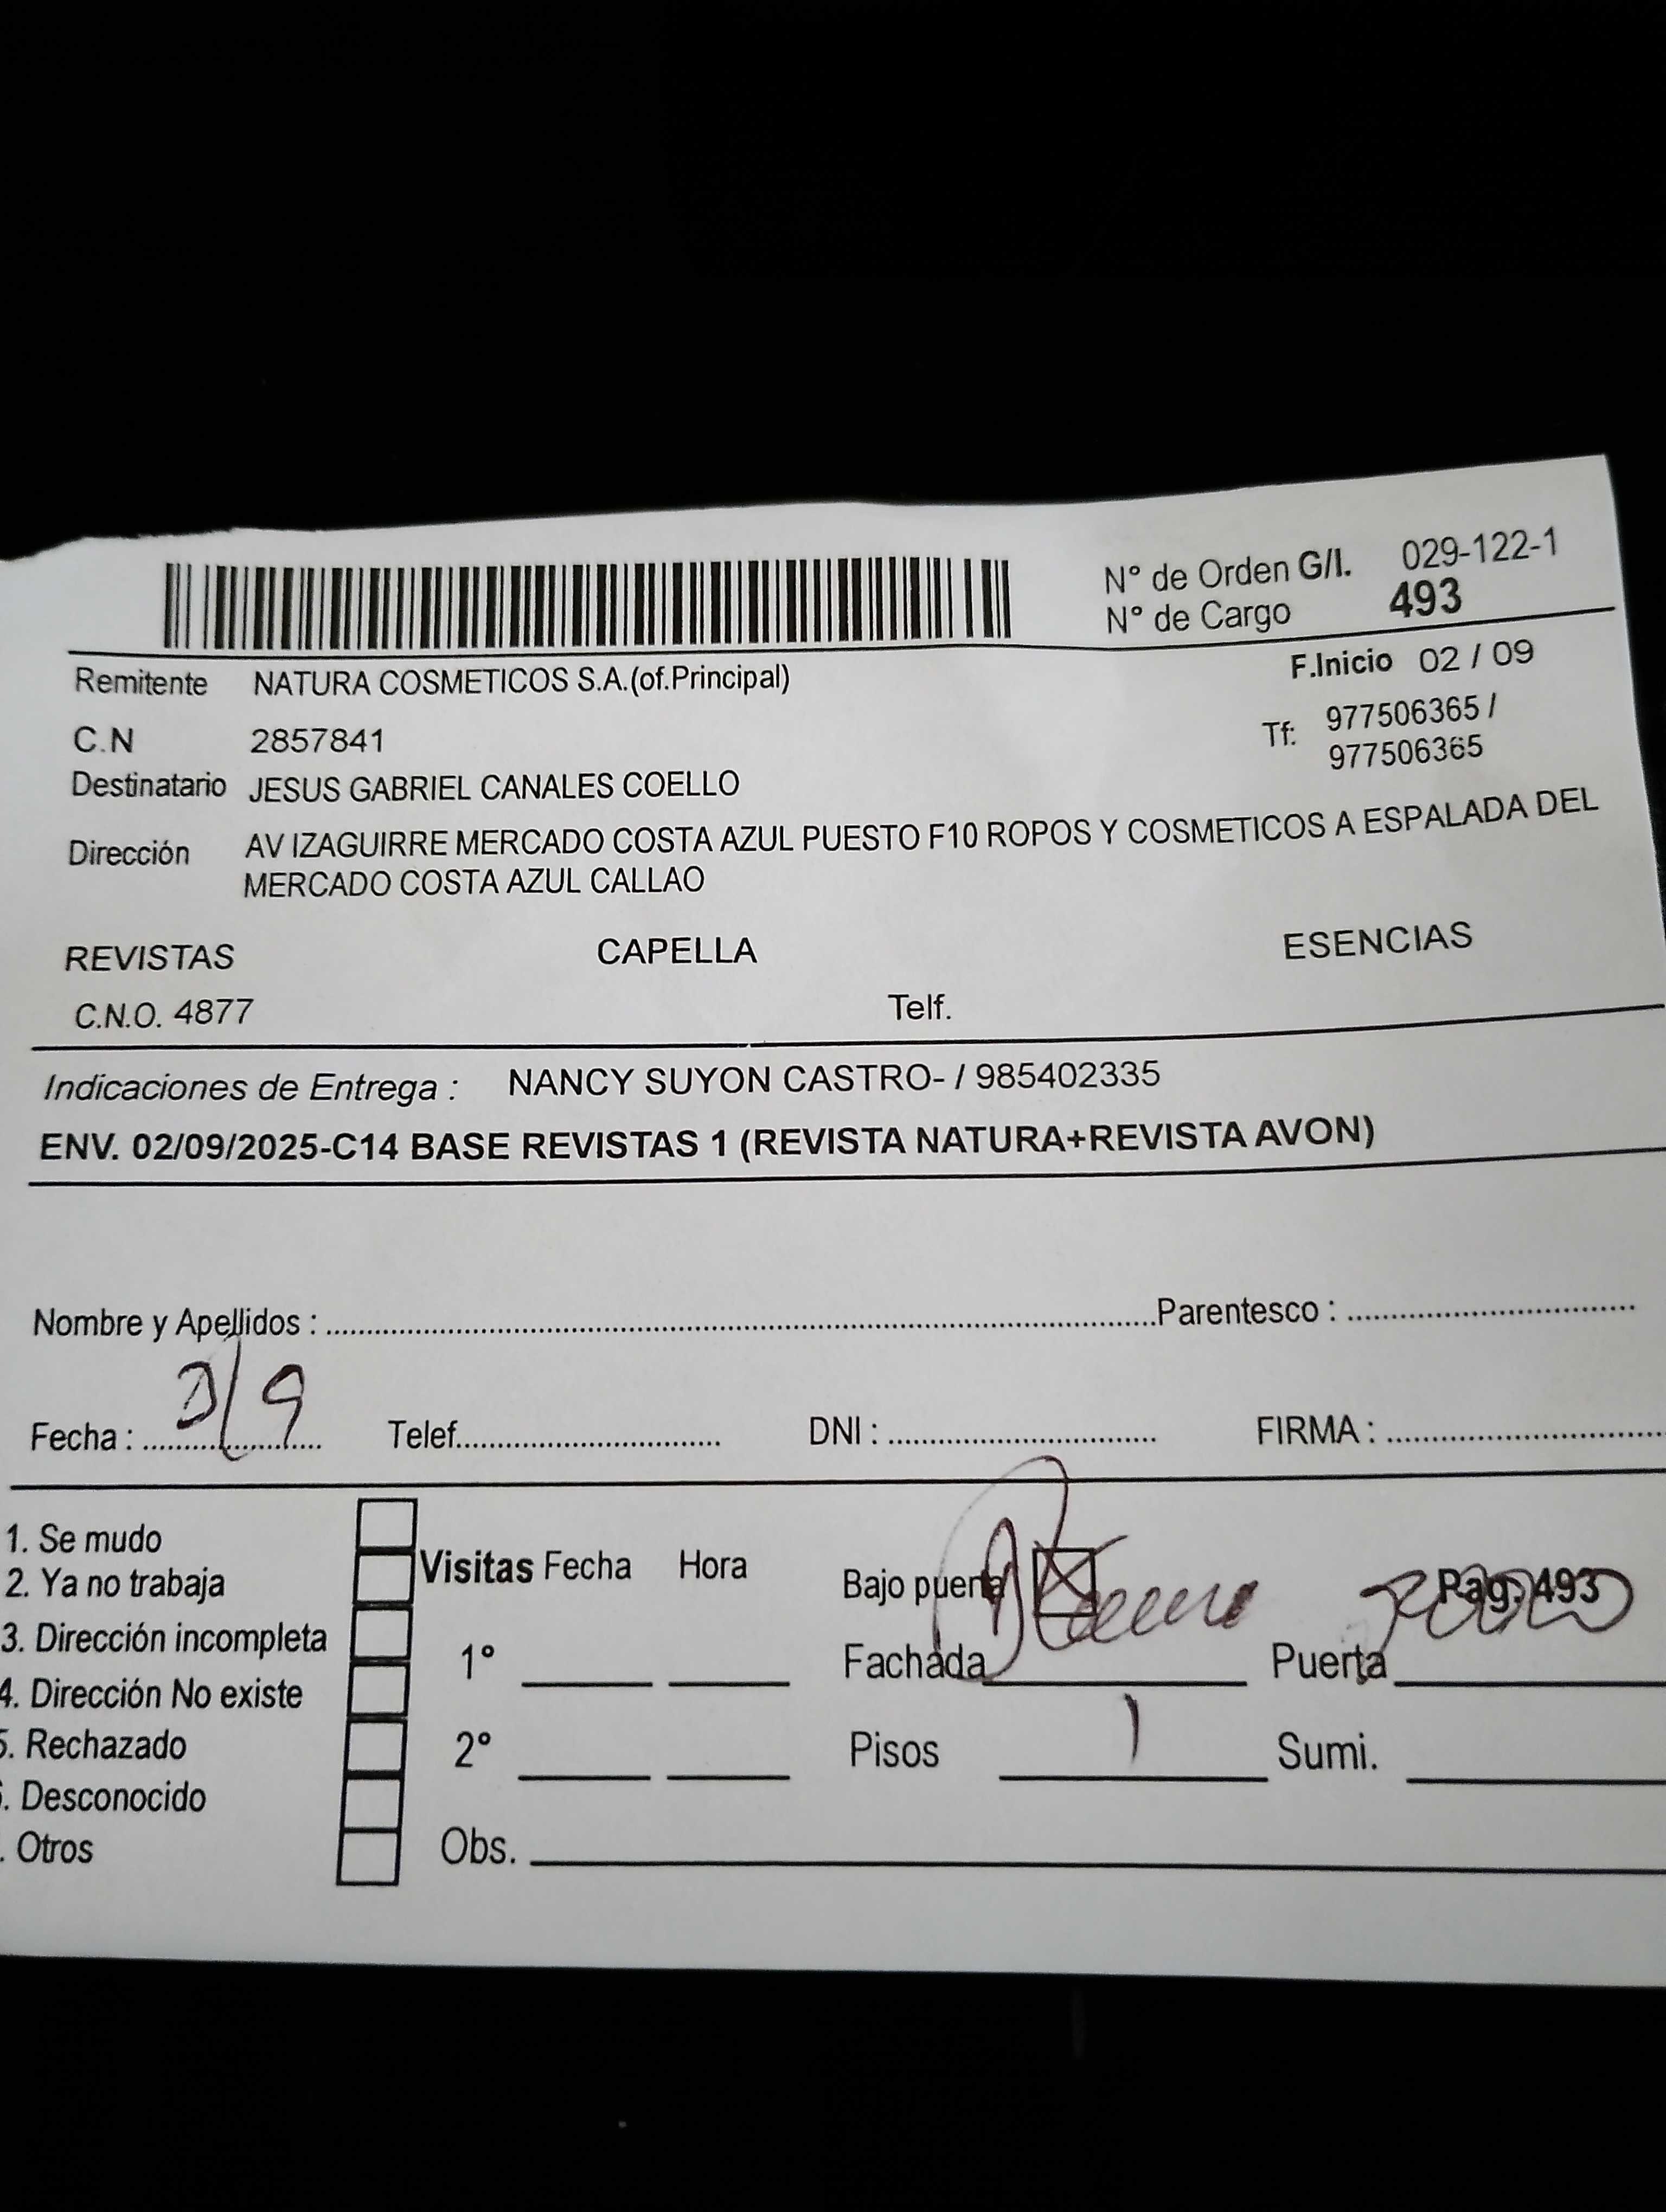 N° de Orden G/I. 029-122-1
N° de Cargo 493
Remitente NATURA COSMETICOS S.A.(of.Principal)
F.Inicio 02 / 09
C.N 2857841
Tf: 977506365 /
977506365
Destinatario JESUS GABRIEL CANALES COELLO
Dirección AV IZAGUIRRE MERCADO COSTA AZUL PUESTO F10 ROPOS Y COSMETICOS A ESPALADA DEL
MERCADO COSTA AZUL CALLAO
REVISTAS CAPELLA ESENCIAS
C.N.O. 4877 Telf.
Indicaciones de Entrega : NANCY SUYON CASTRO- / 985402335
ENV. 02/09/2025-C14 BASE REVISTAS 1 (REVISTA NATURA+REVISTA AVON)
Nombre y Apellidos : Parentesco :
Fecha : Telef. DNI : FIRMA :
1. Se mudo
2. Ya no trabaja
3. Dirección incompleta
4. Dirección No existe
5. Rechazado
. Desconocido
. Otros
Visitas Fecha Hora
1°
2°
Obs.
Bajo puerta Pag. 493
Fachada Puerta
Pisos 1 Sumi.